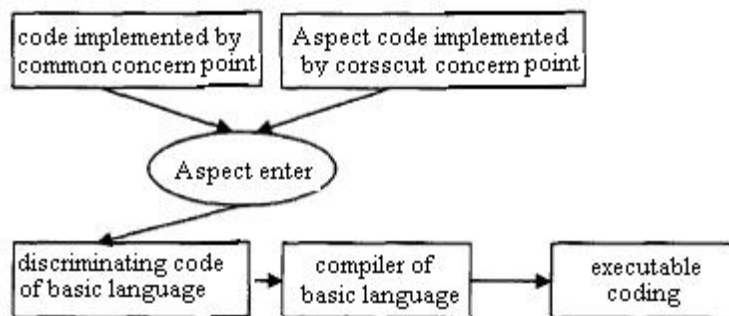 code implemented by
common concern point
Aspect code implemented
by corsscut concern point
Aspect enter
discriminating code
of basic language
compiler of
basic language
executable
coding